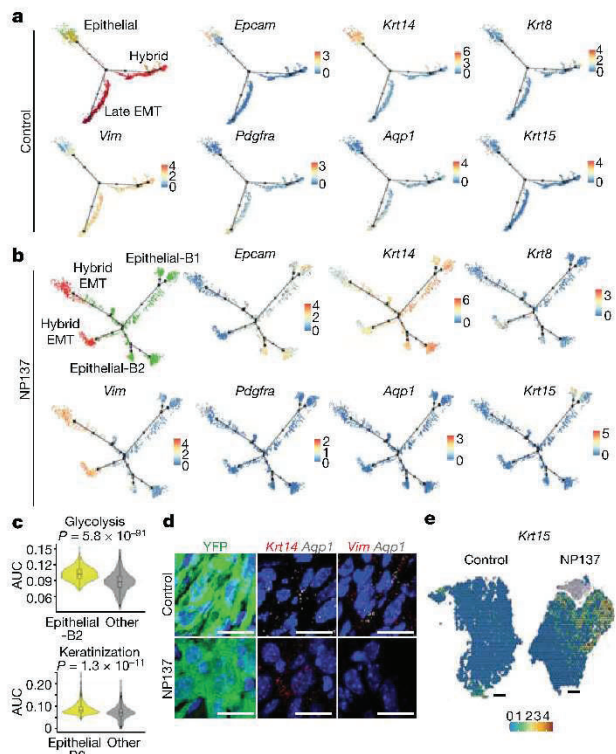 a
Control
Epithelial
Hybrid
Late EMT
Epcam
3
0
Krt14
6
3
0
Krt8
4
2
0
Vim
4
2
0
Pdgfra
3
0
Aqp1
4
0
Krt15
4
0
b
NP137
Hybrid
EMT
Epithelial-B1
Hybrid
EMT
Epithelial-B2
Epcam
4
2
0
Krt14
6
0
Krt8
3
0
Vim
4
2
0
Pdgfra
2
1
0
Aqp1
3
0
Krt15
5
0
c
Glycolysis
P = 5.8 × 10⁻⁹¹
AUC
0.15
0.12
0.09
0.06
Epithelial Other
-B2
Keratinization
P = 1.3 × 10⁻¹¹
AUC
0.20
0.10
0
Epithelial Other
d
YFP
Krt14 Aqp1
Vim Aqp1
Control
NP137
e
Krt15
Control
NP137
0 1 2 3 4